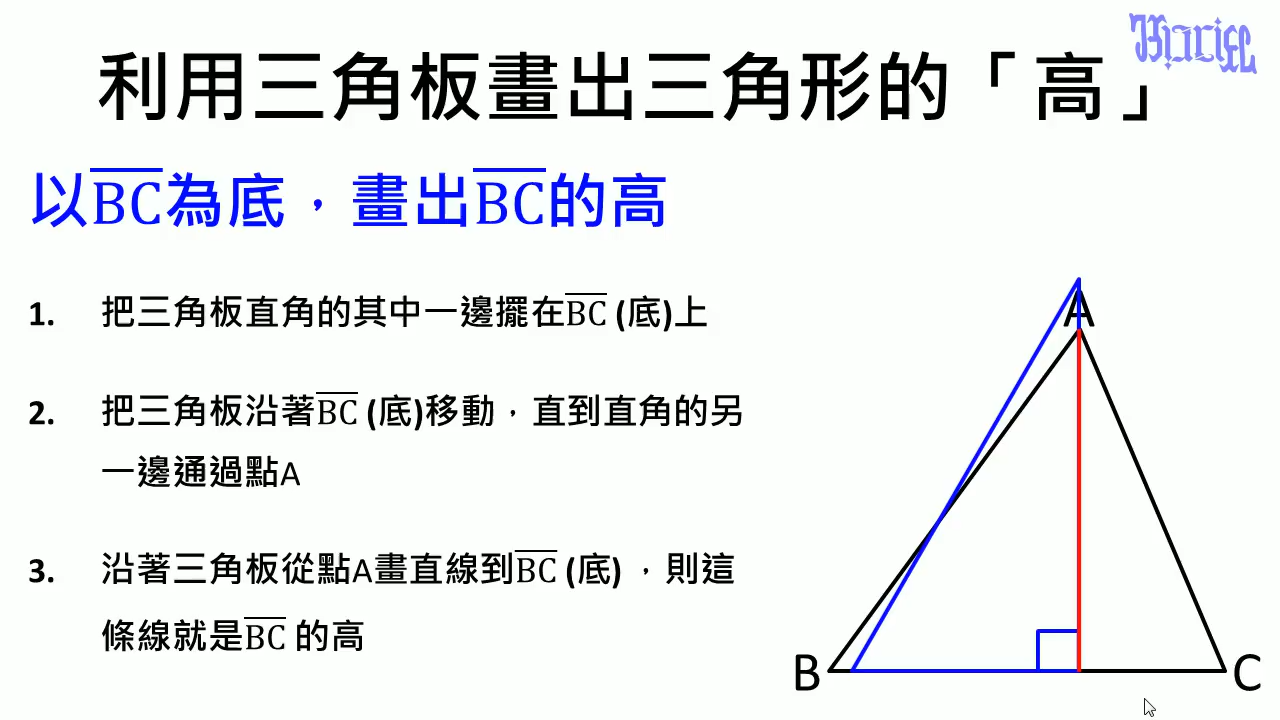 利用三角板畫出三角形的「高」
以BC為底，畫出BC的高
1. 把三角板直角的其中一邊擺在BC (底)上
2. 把三角板沿著BC (底)移動，直到直角的另
一邊通過點A
3. 沿著三角板從點A畫直線到BC (底) ，則這
條線就是BC 的高
A
B
C